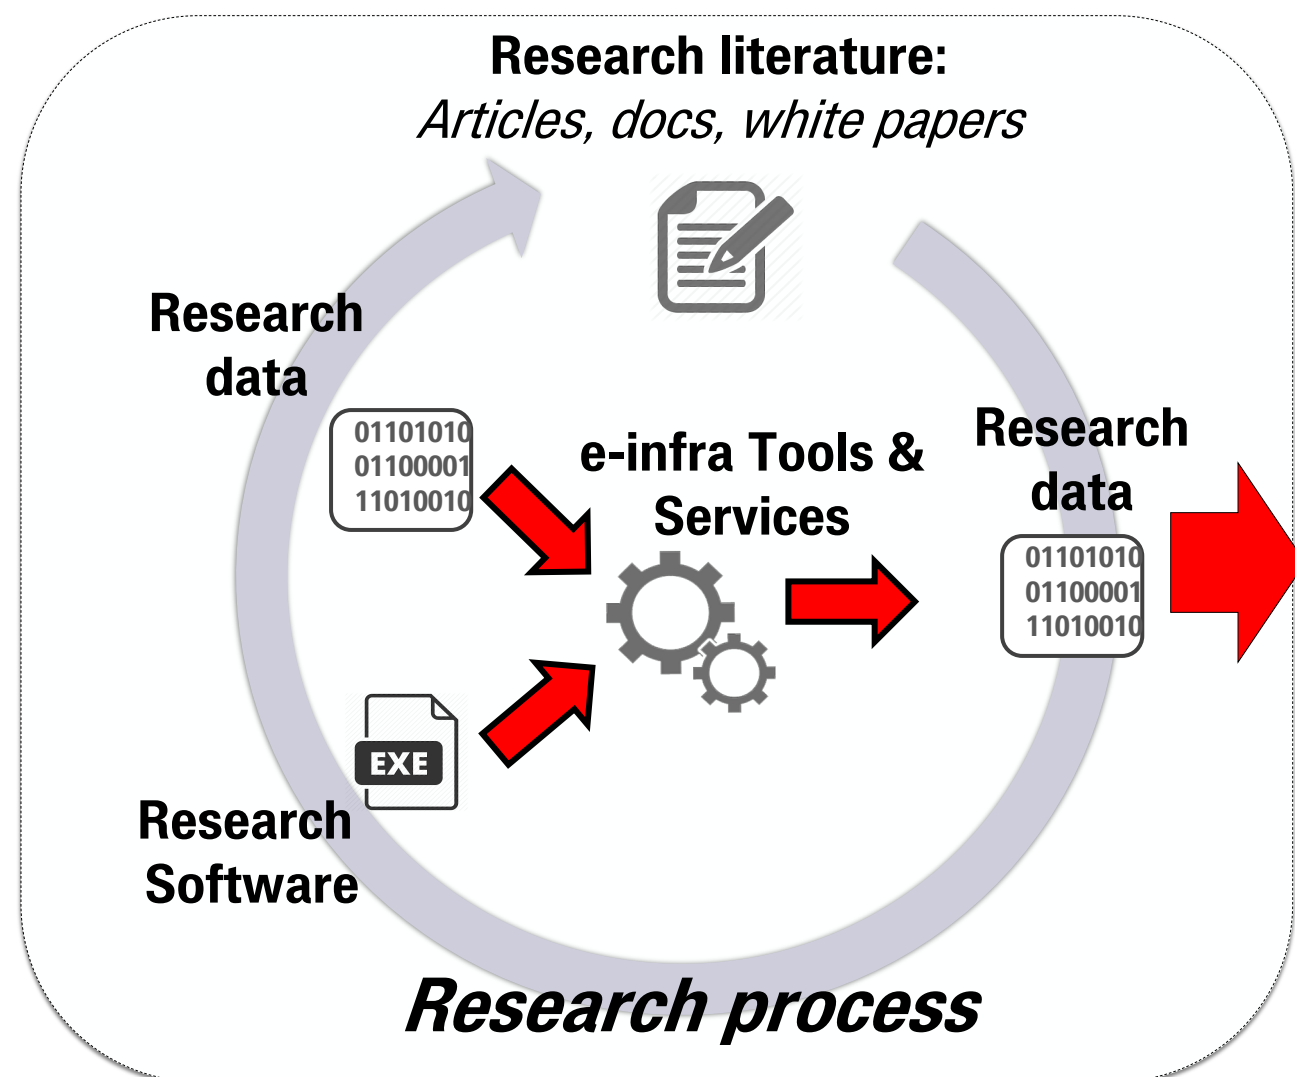 Research literature:
Articles, docs, white papers
Research
data
01101010
01100001
11010010
e-infra Tools &
Services
Research
data
01101010
01100001
11010010
EXE
Research
Software
Research process